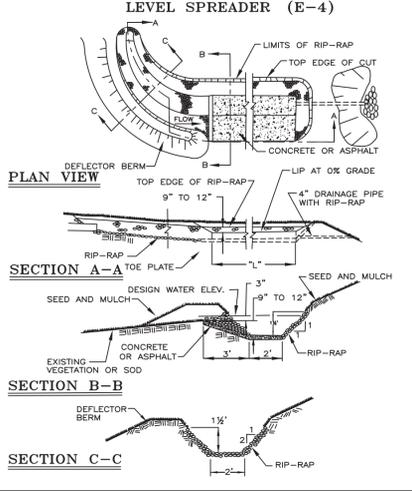 LEVEL SPREADER (E-4)
A
C
B
LIMITS OF RIP-RAP
TOP EDGE OF CUT
FLOW
A
C
DEFLECTOR BERM
B
CONCRETE OR ASPHALT
PLAN VIEW
TOP EDGE OF RIP-RAP
LIP AT 0% GRADE
9" TO 12"
4" DRAINAGE PIPE
WITH RIP-RAP
RIP-RAP
SECTION A-A
TOE PLATE
"L"
DESIGN WATER ELEV.
3"
SEED AND MULCH
SEED AND MULCH
9" TO 12"
1
EXISTING
VEGETATION OR SOD
CONCRETE
OR ASPHALT
3'
2'
RIP-RAP
SECTION B-B
DEFLECTOR
BERM
1½'
1
2
RIP-RAP
2'
SECTION C-C